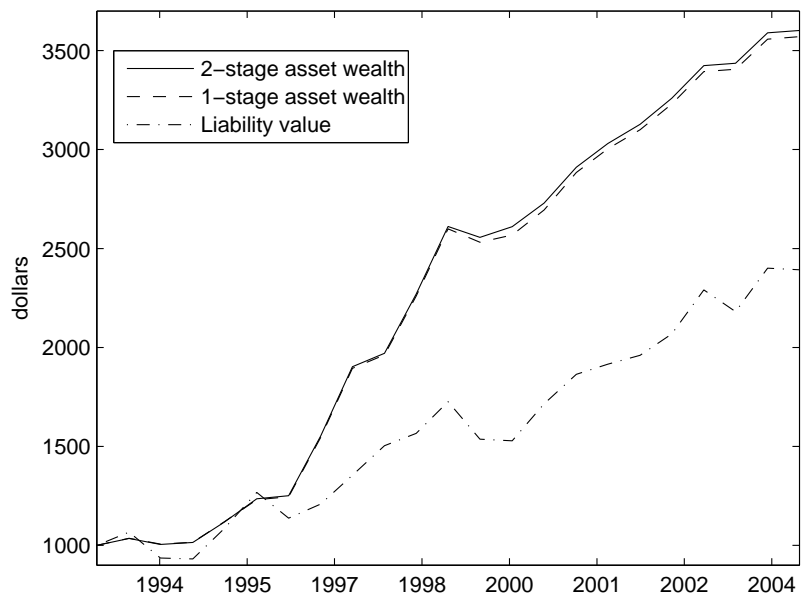 3500
3000
2500
2000
1500
1000
dollars
2−stage asset wealth
1−stage asset wealth
Liability value
1994 1995 1997 1998 2000 2001 2002 2004